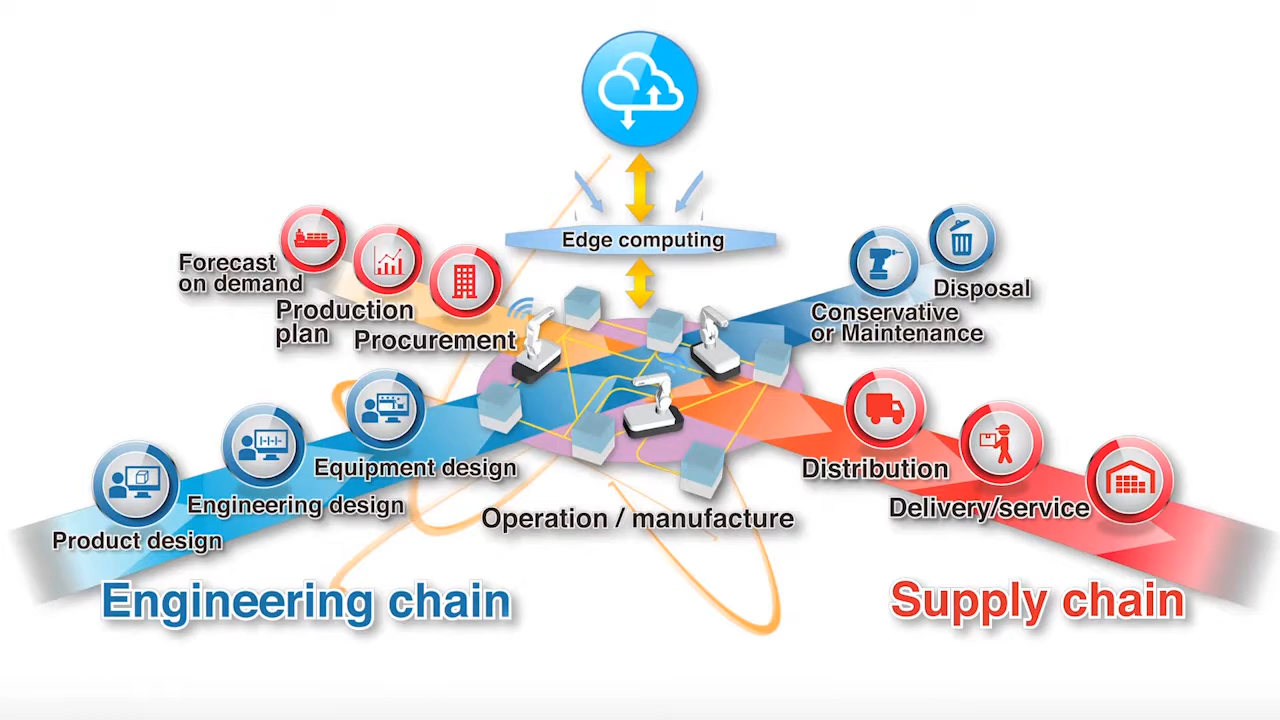 Edge computing
Forecast
on demand
Production
plan
Procurement
Disposal
Conservative
or Maintenance
Equipment design
Engineering design
Product design
Distribution
Delivery/service
Operation / manufacture
Engineering chain
Supply chain